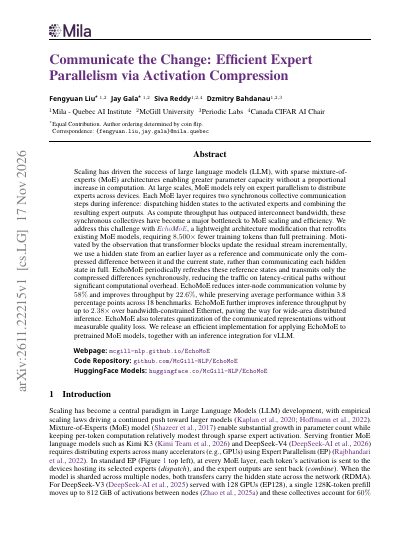 Mila
Communicate the Change: Efficient Expert
Parallelism via Activation Compression
Fengyuan Liu* 1,2 Jay Gala* 1,2 Siva Reddy1,2,4 Dzmitry Bahdanau1,2,3
1Mila - Quebec AI Institute 2McGill University 3Periodic Labs 4Canada CIFAR AI Chair
*Equal Contribution. Author ordering determined by coin flip.
Correspondence: {fengyuan.liu,jay.gala}@mila.quebec
arXiv:2611.22215v1 [cs.LG] 17 Nov 2026
Abstract
Scaling has driven the success of large language models (LLM), with sparse mixture-
of-experts (MoE) architectures enabling greater parameter capacity without a proportional
increase in computation. At large scales, MoE models rely on expert parallelism to distribute
experts across devices. Each MoE layer requires two synchronous collective communication
steps during inference: dispatching hidden states to the activated experts and combining
the resulting expert outputs. As compute throughput has outpaced interconnect bandwidth, these
synchronous collectives have become a major bottleneck to MoE scaling and efficiency. We
address this challenge with EchoMoE, a lightweight architecture modification that retrofits
existing MoE models, requiring 8,500× fewer training tokens than full pretraining. Moti-
vated by the observation that transformer blocks update the residual stream incrementally,
we use a hidden state from an earlier layer as a reference and communicate only the com-
pressed difference between it and the current state, rather than communicating each hidden
state in full. EchoMoE periodically refreshes these reference states and transmits only the
compressed differences synchronously, reducing the traffic on latency-critical paths without
significant computational overhead. EchoMoE reduces inter-node communication volume by
58% and improves throughput by 22.6%, while preserving average performance within 3.8
percentage points across 18 benchmarks. EchoMoE further improves inference throughput by
up to 2.38× over bandwidth-constrained Ethernet, paving the way for wide-area distributed
inference. EchoMoE also tolerates quantization of the communicated representations without
measurable quality loss. We release an efficient implementation for applying EchoMoE to
pretrained MoE models, together with an inference integration for vLLM.
Webpage: mcgill-nlp.github.io/EchoMoE
Code Repository: github.com/McGill-NLP/EchoMoE
HuggingFace Models: huggingface.co/McGill-NLP/EchoMoE
1 Introduction
Scaling has become a central paradigm in Large Language Models (LLM) development, with empirical
scaling laws driving a continued push toward larger models (Kaplan et al., 2020; Hoffmann et al., 2022).
Mixture-of-Experts (MoE) models (Shazeer et al., 2017) enable substantial growth in parameter count while
keeping per-token computation relatively modest through sparse expert activation. Serving frontier MoE
language models such as Kimi K3 (Kimi Team et al., 2026) and DeepSeek-V4 (DeepSeek-AI et al., 2026)
requires distributing experts across many accelerators (e.g., GPUs) using Expert Parallelism (EP) (Rajbhandari
et al., 2022). In standard EP (Figure 1 top left), at every MoE layer, each token's activation is sent to the
devices hosting its selected experts (dispatch), and the expert outputs are sent back (combine). When the
model is sharded across multiple nodes, both transfers carry the hidden state across the network (RDMA).
For DeepSeek-V3 (DeepSeek-AI et al., 2025) served with 128 GPUs (EP128), a single 128K-token prefill
moves up to 812 GiB of activations between nodes (Zhao et al., 2025a) and these collectives account for 60%